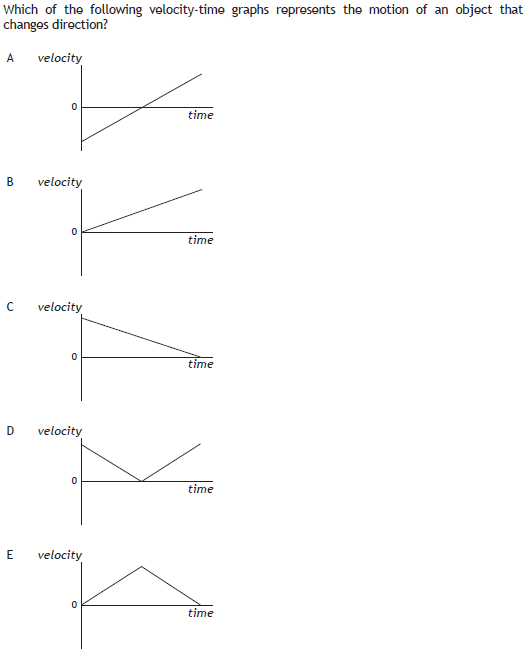 Which of the following velocity-time graphs represents the motion of an object that
changes direction?
A velocity
0
time
B velocity
0
time
C velocity
0
time
D velocity
0
time
E velocity
0
time